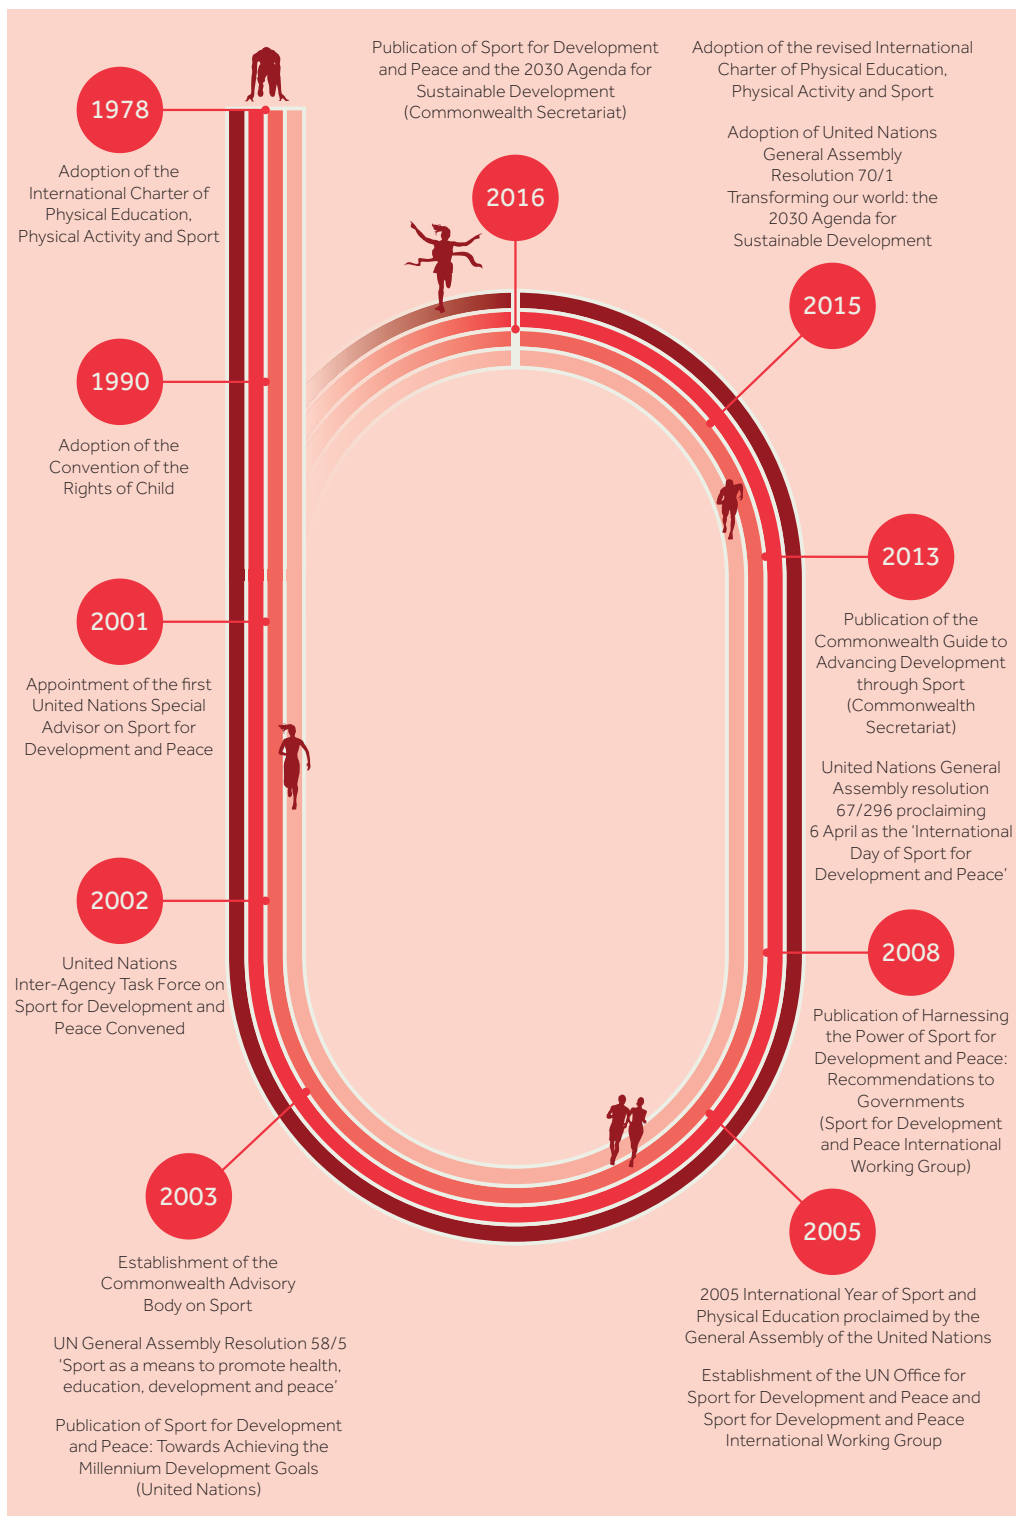 1978
Adoption of the
International Charter of
Physical Education,
Physical Activity and Sport
1990
Adoption of the
Convention of the
Rights of Child
2001
Appointment of the first
United Nations Special
Advisor on Sport for
Development and Peace
2002
United Nations
Inter-Agency Task Force on
Sport for Development and
Peace Convened
2003
Establishment of the
Commonwealth Advisory
Body on Sport
UN General Assembly Resolution 58/5
‘Sport as a means to promote health,
education, development and peace’
Publication of Sport for Development
and Peace: Towards Achieving the
Millennium Development Goals
(United Nations)
2005
2005 International Year of Sport and
Physical Education proclaimed by the
General Assembly of the United Nations
Establishment of the UN Office for
Sport for Development and Peace and
Sport for Development and Peace
International Working Group
2008
Publication of Harnessing
the Power of Sport for
Development and Peace:
Recommendations to
Governments
(Sport for Development
and Peace International
Working Group)
2013
Publication of the
Commonwealth Guide to
Advancing Development
through Sport
(Commonwealth
Secretariat)
United Nations General
Assembly resolution
67/296 proclaiming
6 April as the ‘International
Day of Sport for
Development and Peace’
2015
Adoption of the revised International
Charter of Physical Education,
Physical Activity and Sport
Adoption of United Nations
General Assembly
Resolution 70/1
Transforming our world: the
2030 Agenda for
Sustainable Development
2016
Publication of Sport for Development
and Peace and the 2030 Agenda for
Sustainable Development
(Commonwealth Secretariat)